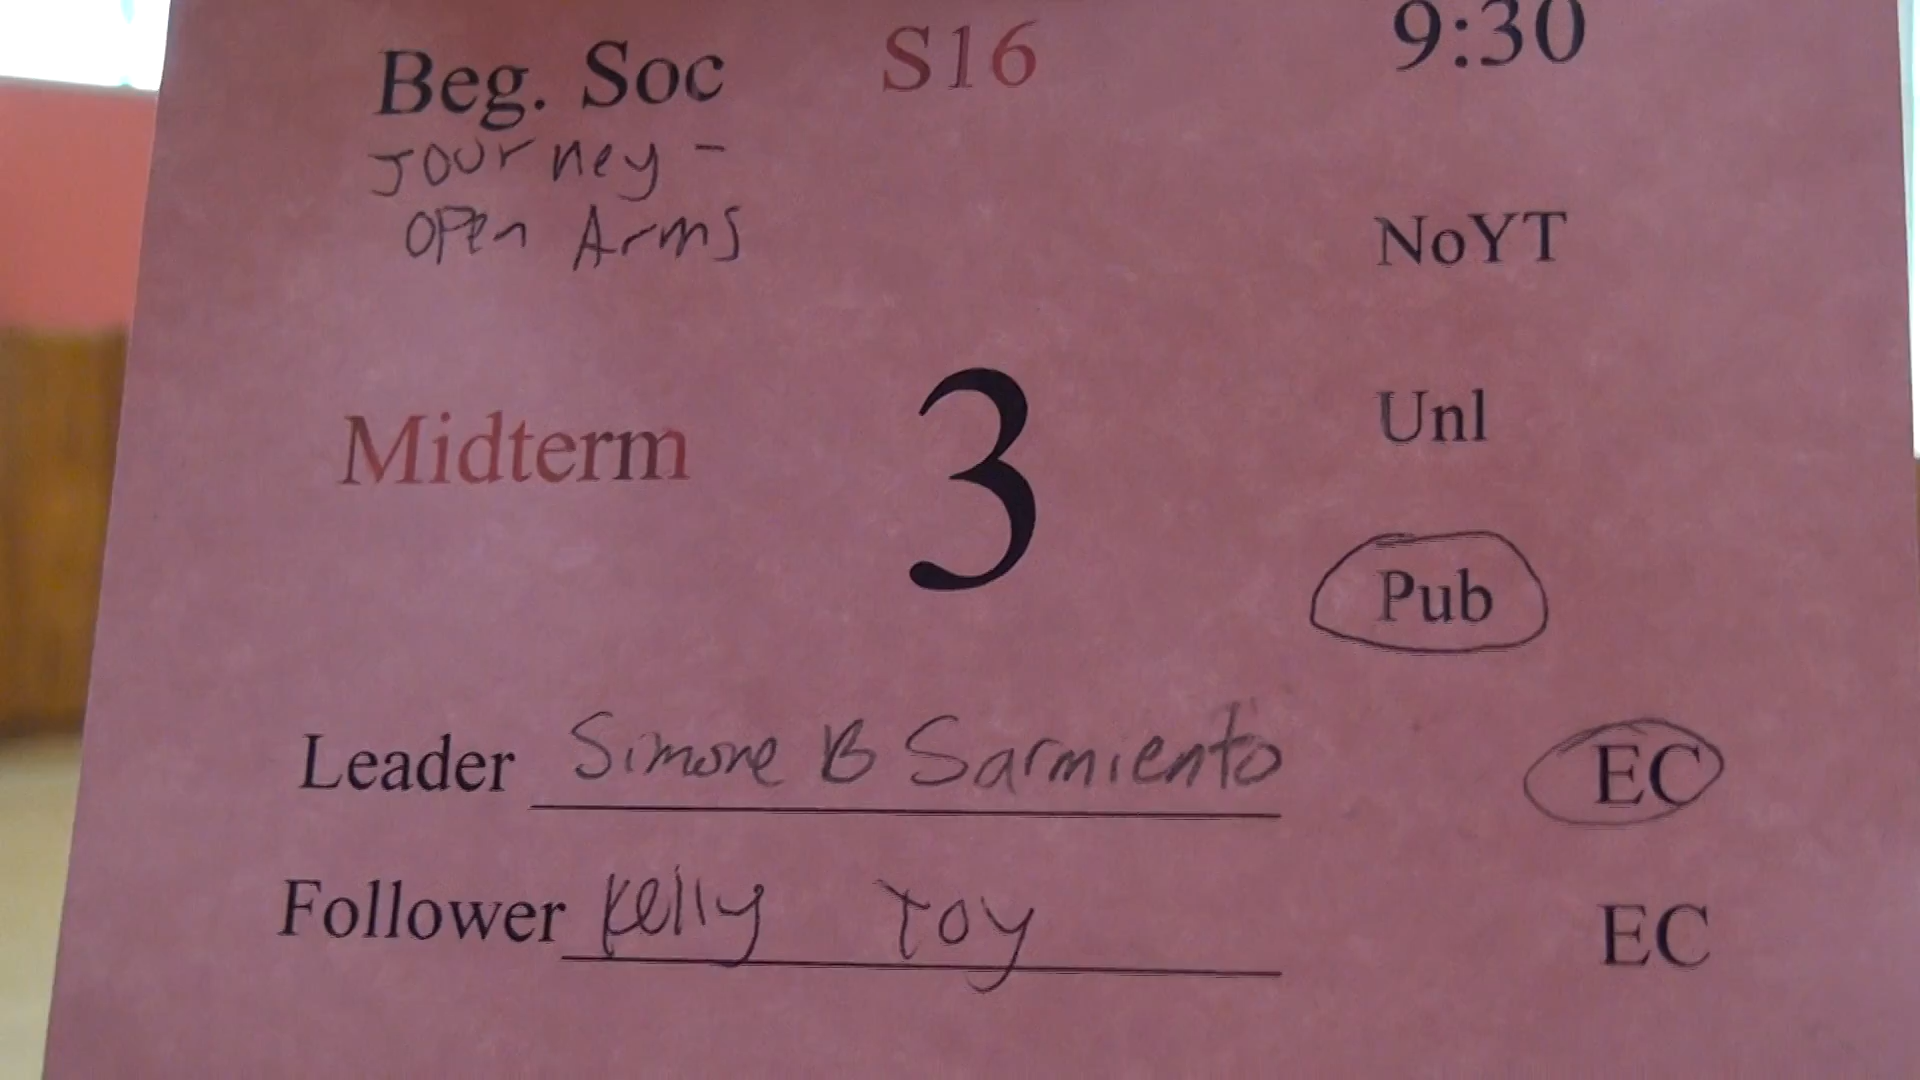 Beg. Soc S16 9:30
Journey -
Open Arms
NoYT
Unl
Midterm 3
Pub
Leader Simone B Sarmiento EC
Follower Kelly Toy EC